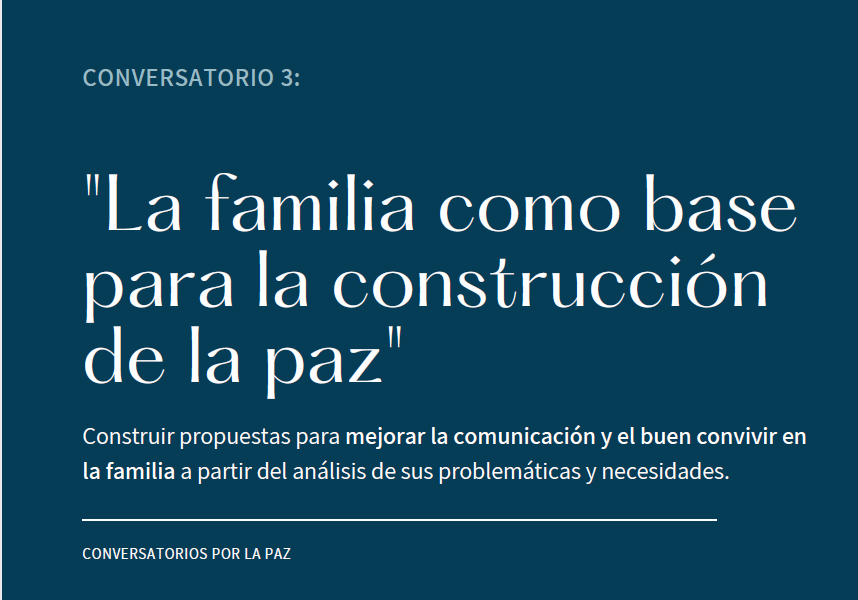 CONVERSATORIO 3:
"La familia como base
para la construcción
de la paz"
Construir propuestas para mejorar la comunicación y el buen convivir en
la familia a partir del análisis de sus problemáticas y necesidades.
CONVERSATORIOS POR LA PAZ